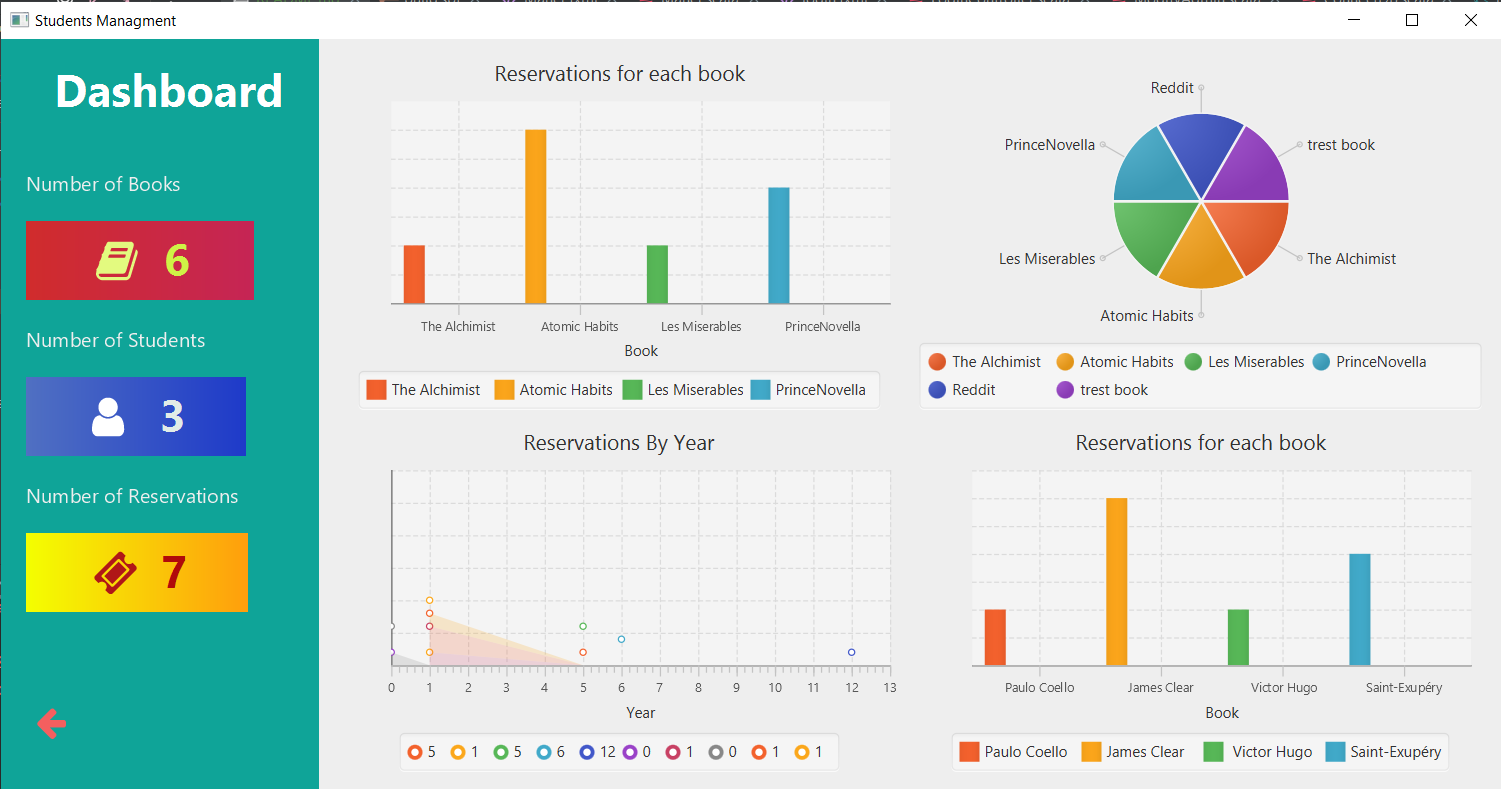 Students Managment
Dashboard
Number of Books
6
Number of Students
3
Number of Reservations
7
Reservations for each book
The Alchimist Atomic Habits Les Miserables PrinceNovella
Book
The Alchimist Atomic Habits Les Miserables PrinceNovella
Reddit
PrinceNovella trest book
Les Miserables The Alchimist
Atomic Habits
The Alchimist Atomic Habits Les Miserables PrinceNovella
Reddit trest book
Reservations By Year
0 1 2 3 4 5 6 7 8 9 10 11 12 13
Year
5 1 5 6 12 0 1 0 1 1
Reservations for each book
Paulo Coello James Clear Victor Hugo Saint-Exupéry
Book
Paulo Coello James Clear Victor Hugo Saint-Exupéry